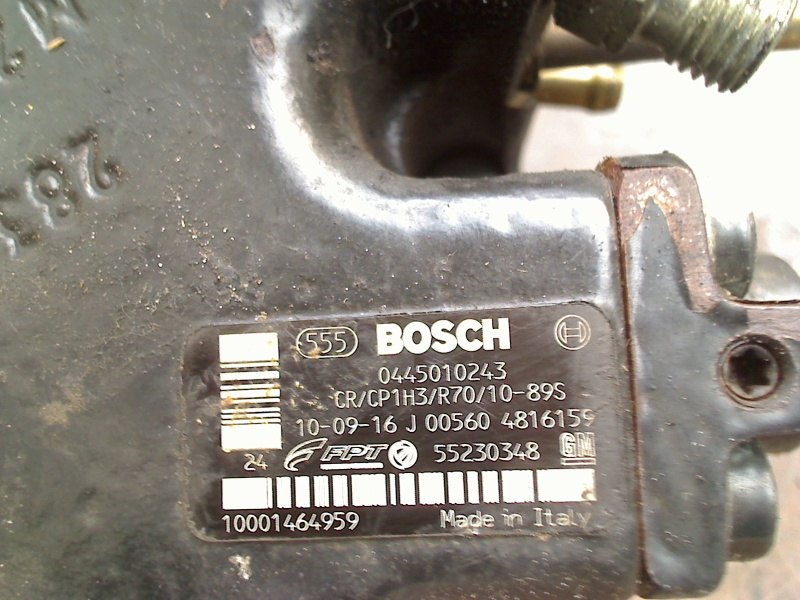 283
555 BOSCH
0445010243
CR/CP1H3/R70/10-89S
10-09-16 J 00560 4816159
24 FPT 55230348 GM
10001464959 Made in Italy